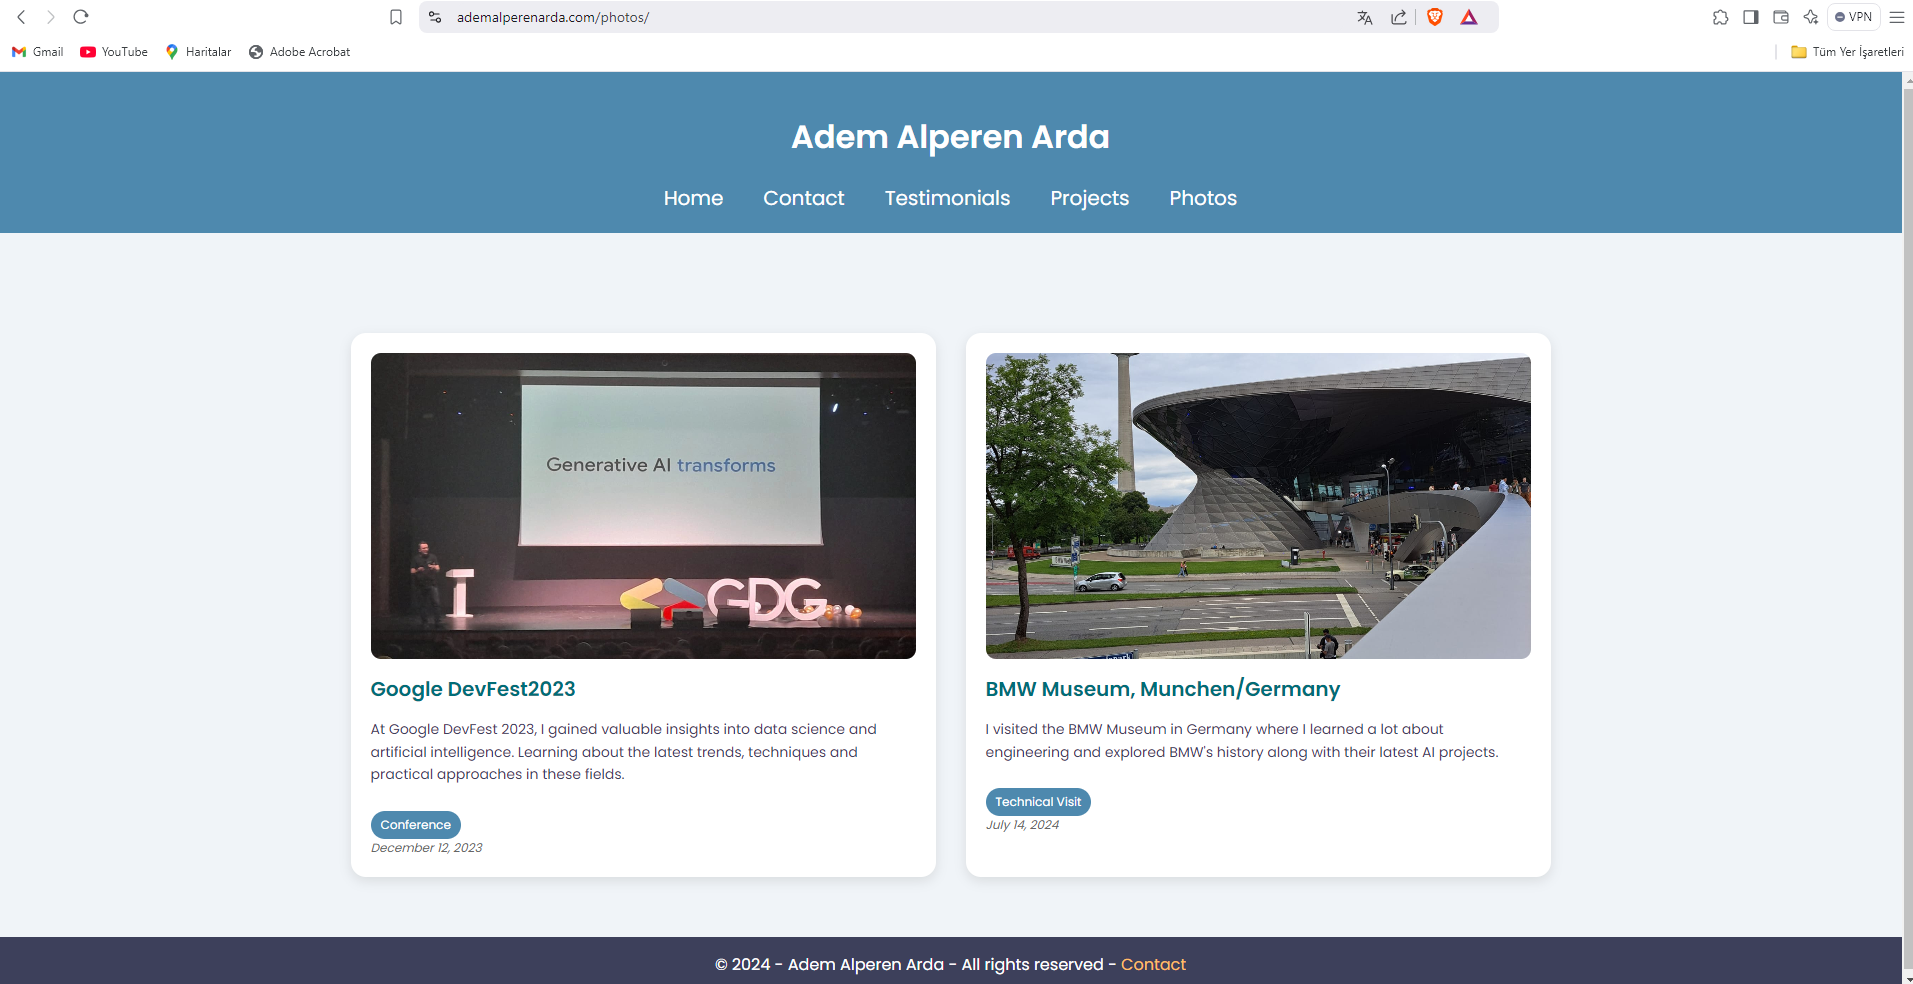 ademalperenarda.com/photos/
VPN
Gmail
YouTube
Haritalar
Adobe Acrobat
Tüm Yer İşaretleri
Adem Alperen Arda
Home
Contact
Testimonials
Projects
Photos
Generative AI transforms
GDG
Google DevFest2023
At Google DevFest 2023, I gained valuable insights into data science and
artificial intelligence. Learning about the latest trends, techniques and
practical approaches in these fields.
Conference
December 12, 2023
BMW Museum, Munchen/Germany
I visited the BMW Museum in Germany where I learned a lot about
engineering and explored BMW's history along with their latest AI projects.
Technical Visit
July 14, 2024
© 2024 - Adem Alperen Arda - All rights reserved - Contact